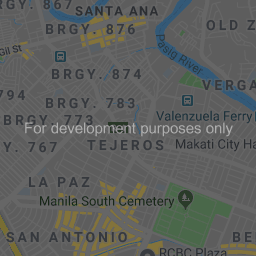 SANTA ANA
BRGY. 876
OLD Z
Gil St
Pasig River
BRGY. 874
VERGA
794
BRGY. 783
Valenzuela Ferry
BRGY. 773
For development purposes only
. 767
TEJEROS
Makati City Ha
LA PAZ
Manila South Cemetery
SAN ANTONIO
BE
RCBC Plaza